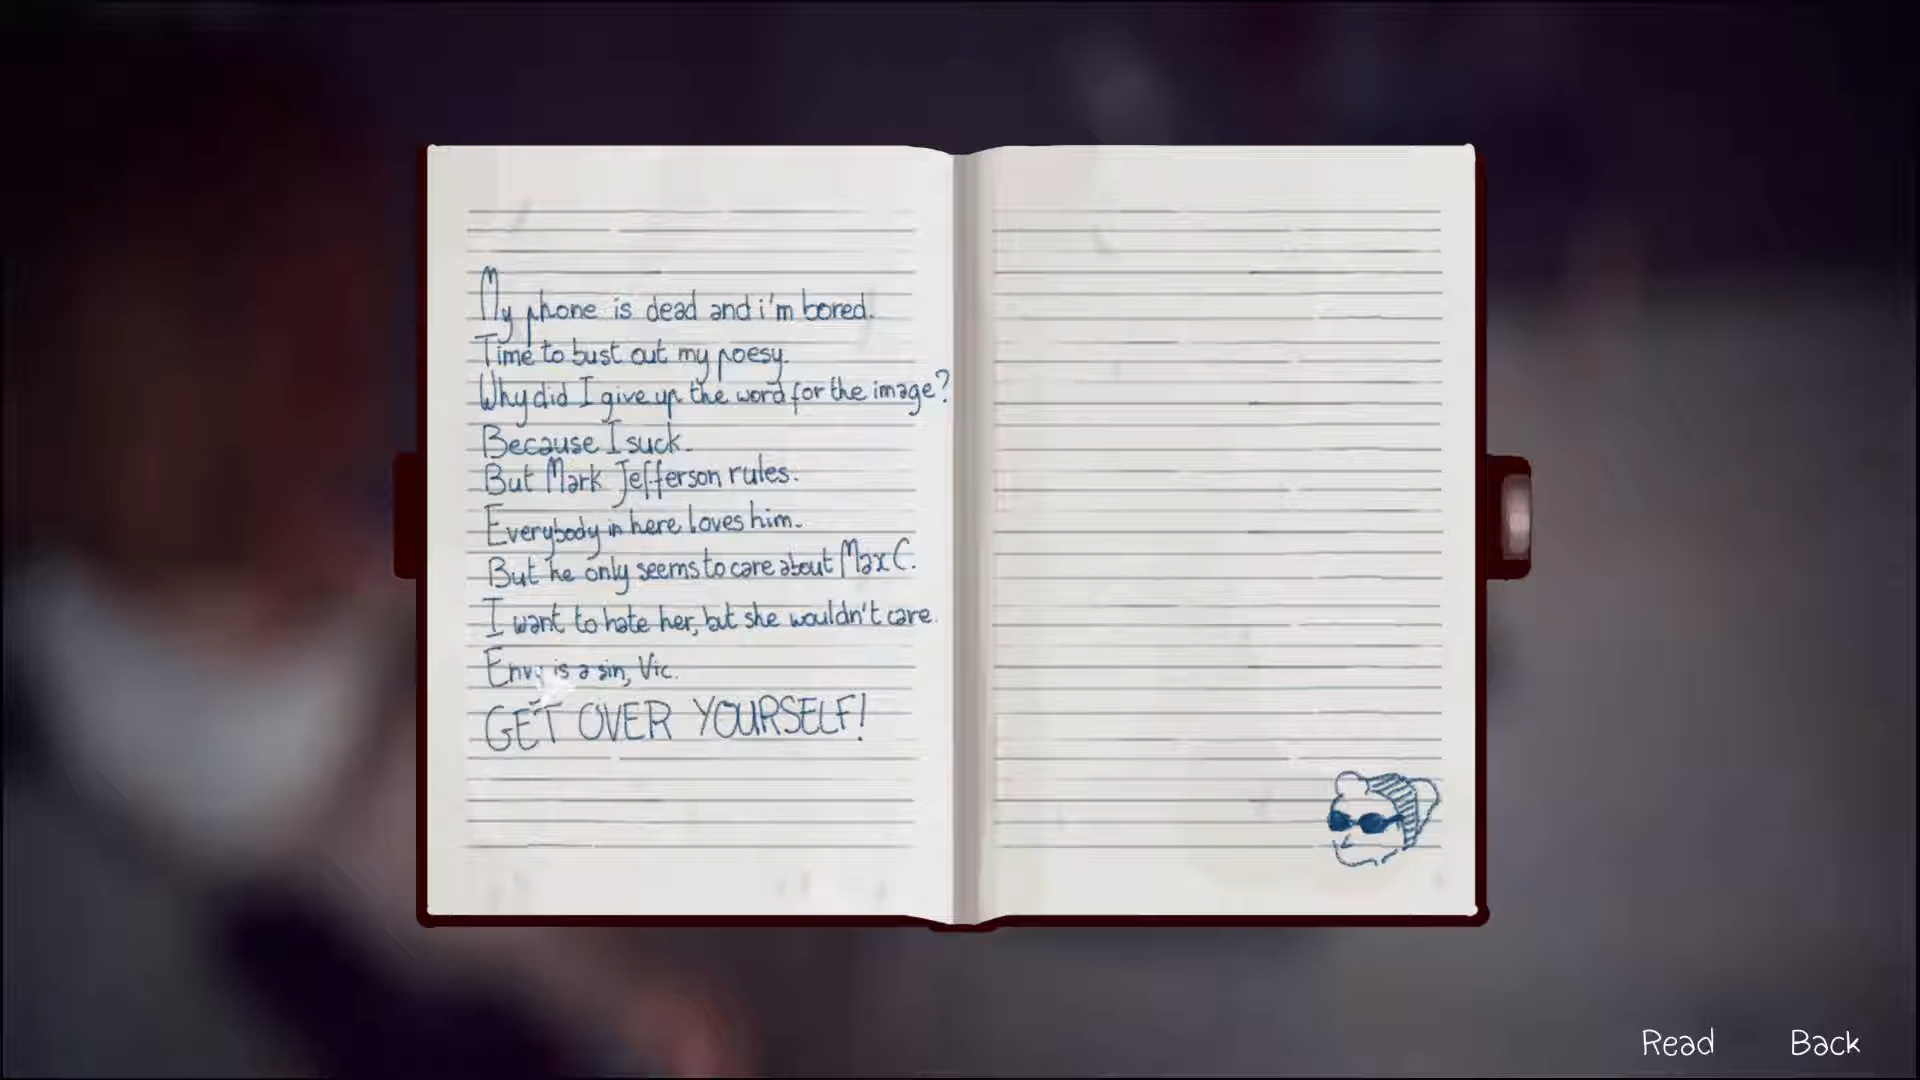 My phone is dead and i'm bored.
Time to bust out my poesy.
Why did I give up the word for the image?
Because I suck.
But Mark Jefferson rules.
Everybody in here loves him.
But he only seems to care about Max C.
I want to hate her, but she wouldn't care.
Envy is a sin, Vic.
GET OVER YOURSELF!
Read Back